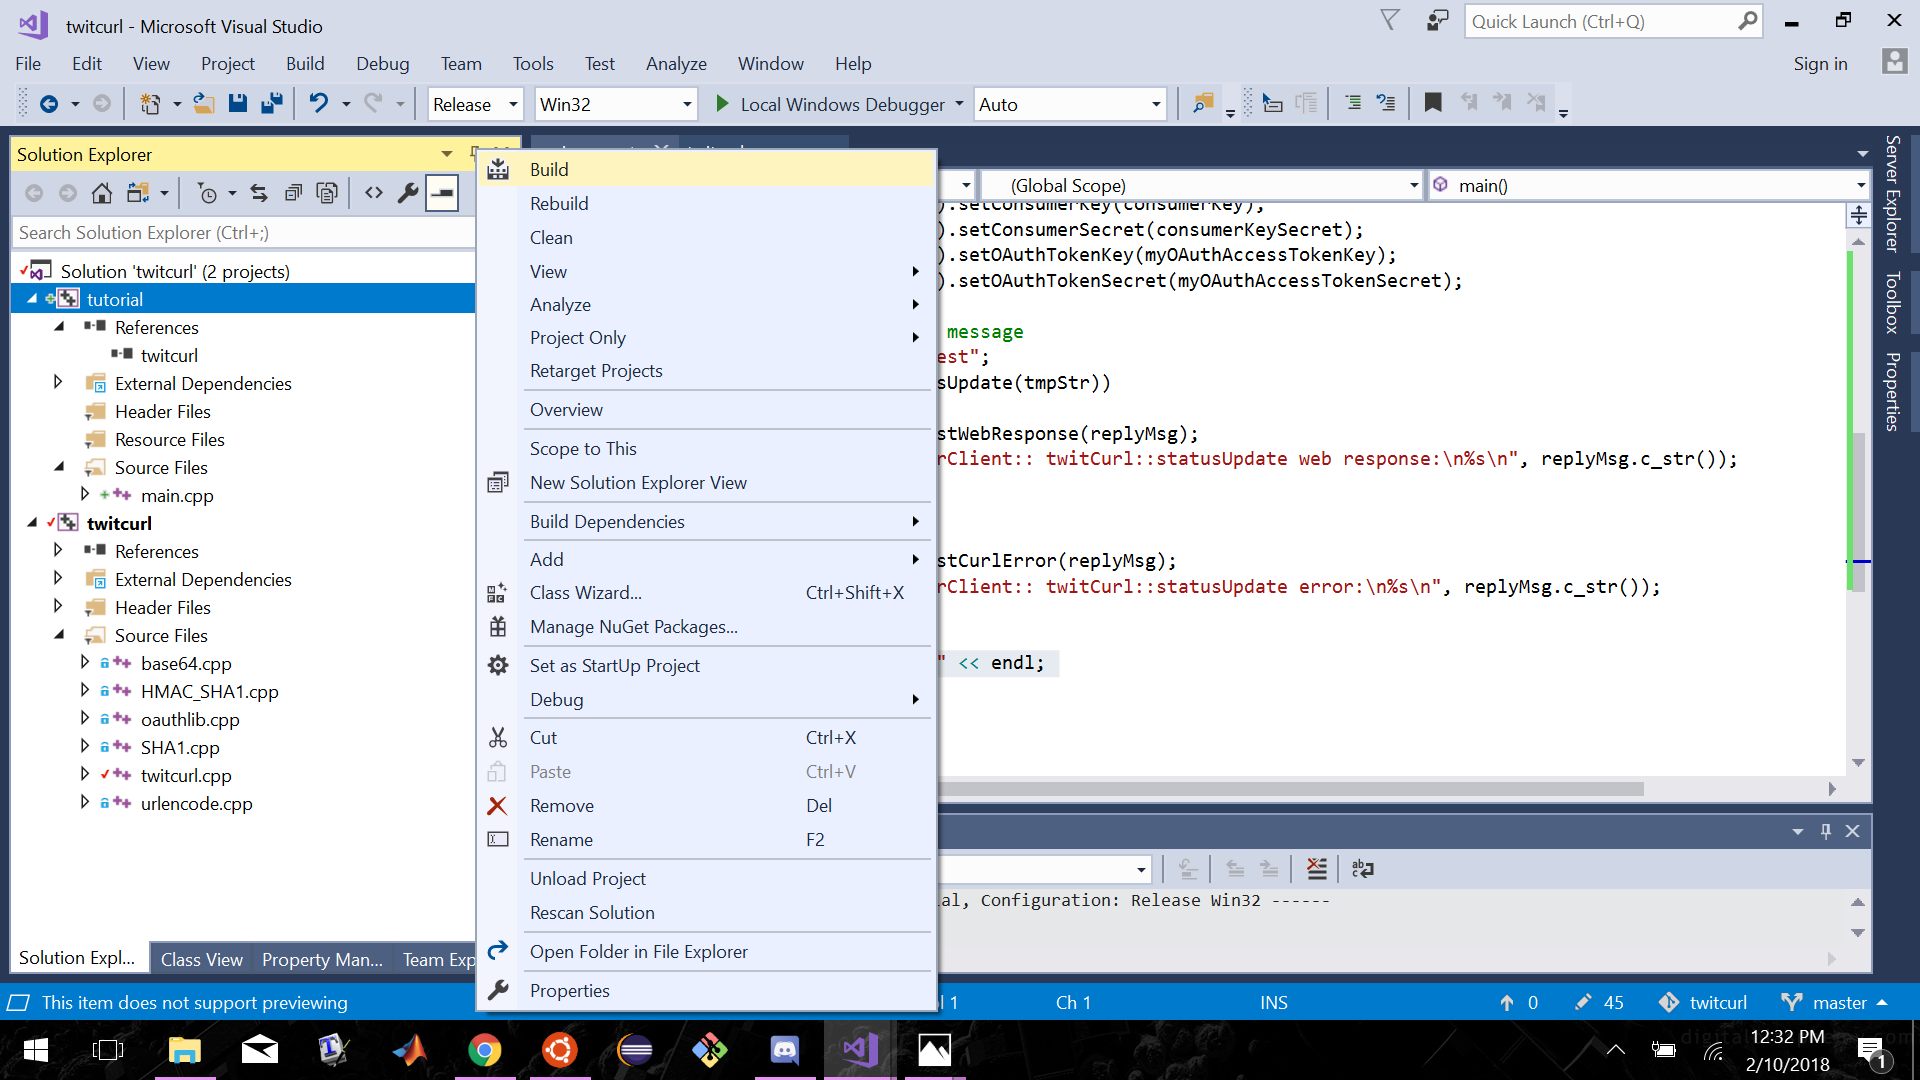 twitcurl - Microsoft Visual Studio
Quick Launch (Ctrl+Q)
File Edit View Project Build Debug Team Tools Test Analyze Window Help
Sign in
Release
Win32
Local Windows Debugger
Auto
Solution Explorer
Search Solution Explorer (Ctrl+;)
Solution 'twitcurl' (2 projects)
tutorial
References
twitcurl
External Dependencies
Header Files
Resource Files
Source Files
main.cpp
twitcurl
References
External Dependencies
Header Files
Source Files
base64.cpp
HMAC_SHA1.cpp
oauthlib.cpp
SHA1.cpp
twitcurl.cpp
urlencode.cpp
Solution Expl...
Class View
Property Man...
Team Exp
Build
Rebuild
Clean
View
Analyze
Project Only
Retarget Projects
Overview
Scope to This
New Solution Explorer View
Build Dependencies
Add
Class Wizard... Ctrl+Shift+X
Manage NuGet Packages...
Set as StartUp Project
Debug
Cut Ctrl+X
Paste Ctrl+V
Remove Del
Rename F2
Unload Project
Rescan Solution
Open Folder in File Explorer
Properties
(Global Scope)
main()
).setConsumerKey(consumerKey);
).setConsumerSecret(consumerKeySecret);
).setOAuthTokenKey(myOAuthAccessTokenKey);
).setOAuthTokenSecret(myOAuthAccessTokenSecret);
message
est";
sUpdate(tmpStr))
stWebResponse(replyMsg);
rClient:: twitCurl::statusUpdate web response:\n%s\n", replyMsg.c_str());
stCurlError(replyMsg);
rClient:: twitCurl::statusUpdate error:\n%s\n", replyMsg.c_str());
" << endl;
al, Configuration: Release Win32 ------
Server Explorer
Toolbox
Properties
This item does not support previewing
l 1
Ch 1
INS
0
45
twitcurl
master
12:32 PM
2/10/2018
1